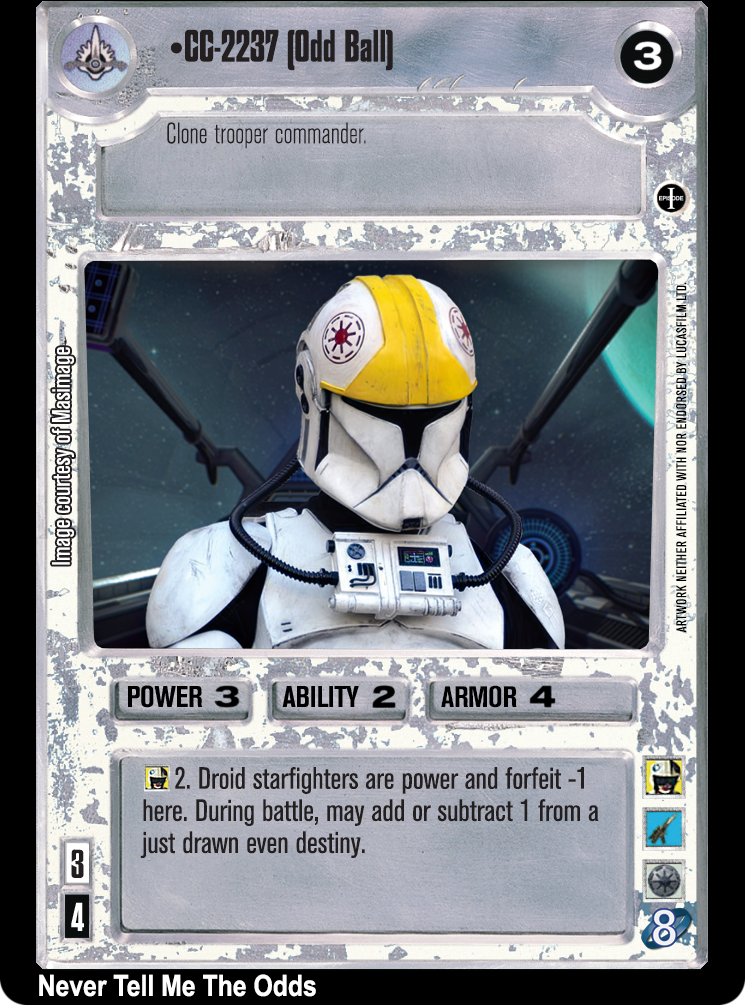 •CC-2237 (Odd Ball)
3
Clone trooper commander.
EPISODE I
Image courtesy of Masimage
ARTWORK NEITHER AFFILIATED WITH NOR ENDORSED BY LUCASFILM LTD.
POWER 3 ABILITY 2 ARMOR 4
2. Droid starfighters are power and forfeit -1
here. During battle, may add or subtract 1 from a
just drawn even destiny.
3
4
8
Never Tell Me The Odds